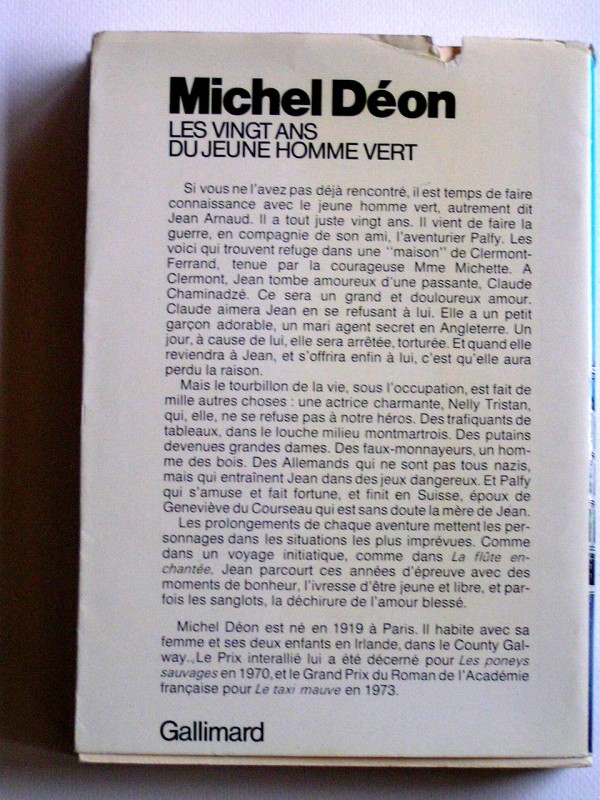 Michel Déon
LES VINGT ANS
DU JEUNE HOMME VERT
Si vous ne l'avez pas déjà rencontré, il est temps de faire
connaissance avec le jeune homme vert, autrement dit
Jean Arnaud. Il a tout juste vingt ans. Il vient de faire la
guerre, en compagnie de son ami, l'aventurier Palfy. Les
voici qui trouvent refuge dans une "maison" de Clermont-
Ferrand, tenue par la courageuse Mme Michette. A
Clermont, Jean tombe amoureux d'une passante, Claude
Chaminadzé. Ce sera un grand et douloureux amour.
Claude aimera Jean en se refusant à lui. Elle a un petit
garçon adorable, un mari agent secret en Angleterre. Un
jour, à cause de lui, elle sera arrêtée, torturée. Et quand elle
reviendra à Jean, et s'offrira enfin à lui, c'est qu'elle aura
perdu la raison.
Mais le tourbillon de la vie, sous l'occupation, est fait de
mille autres choses : une actrice charmante, Nelly Tristan,
qui, elle, ne se refuse pas à notre héros. Des trafiquants de
tableaux, dans le louche milieu montmartrois. Des putains
devenues grandes dames. Des faux-monnayeurs, un hom-
me des bois. Des Allemands qui ne sont pas tous nazis,
mais qui entraînent Jean dans des jeux dangereux. Et Palfy
qui s'amuse et fait fortune, et finit en Suisse, époux de
Geneviève du Courseau qui est sans doute la mère de Jean.
Les prolongements de chaque aventure mettent les per-
sonnages dans les situations les plus imprévues. Comme
dans un voyage initiatique, comme dans La flûte en-
chantée, Jean parcourt ces années d'épreuve avec des
moments de bonheur, l'ivresse d'être jeune et libre, et par-
fois les sanglots, la déchirure de l'amour blessé.
Michel Déon est né en 1919 à Paris. Il habite avec sa
femme et ses deux enfants en Irlande, dans le County Gal-
way. Le Prix interallié lui a été décerné pour Les poneys
sauvages en 1970, et le Grand Prix du Roman de l'Académie
française pour Le taxi mauve en 1973.
Gallimard